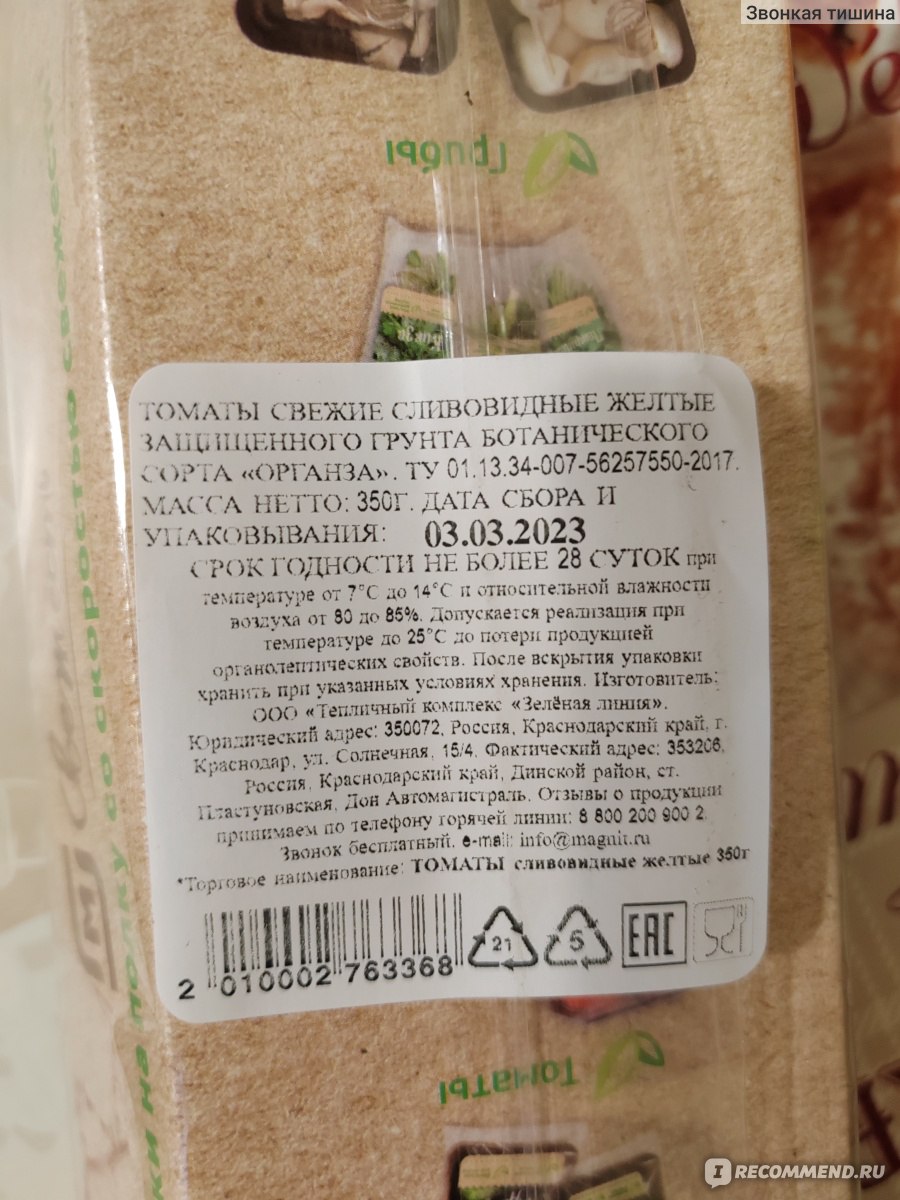 Звонкая тишина
Грибы
ТОМАТЫ СВЕЖИЕ СЛИВОВИДНЫЕ ЖЕЛТЫЕ
ЗАЩИЩЕННОГО ГРУНТА БОТАНИЧЕСКОГО
СОРТА «ОРГАНЗА». ТУ 01.13.34-007-56257550-2017.
МАССА НЕТТО: 350Г. ДАТА СБОРА И
УПАКОВЫВАНИЯ: 03.03.2023
СРОК ГОДНОСТИ НЕ БОЛЕЕ 28 СУТОК при
температуре от 7°С до 14°С и относительной влажности
воздуха от 80 до 85%. Допускается реализация при
температуре до 25°С до потери продукцией
органолептических свойств. После вскрытия упаковки
хранить при указанных условиях хранения. Изготовитель:
ООО «Тепличный комплекс «Зелёная линия».
Юридический адрес: 350072, Россия, Краснодарский край, г.
Краснодар, ул. Солнечная, 15/4. Фактический адрес: 353206,
Россия, Краснодарский край, Динской район, ст.
Пластуновская, Дон Автомагистраль. Отзывы о продукции
принимаем по телефону горячей линии: 8 800 200 900 2.
Звонок бесплатный. e-mail: info@magnit.ru
*Торговое наименование: ТОМАТЫ сливовидные желтые 350г
2 010002 763368
21
5
EAC
Томаты
ки на полку со скоростью свежести
I RECOMMEND.RU